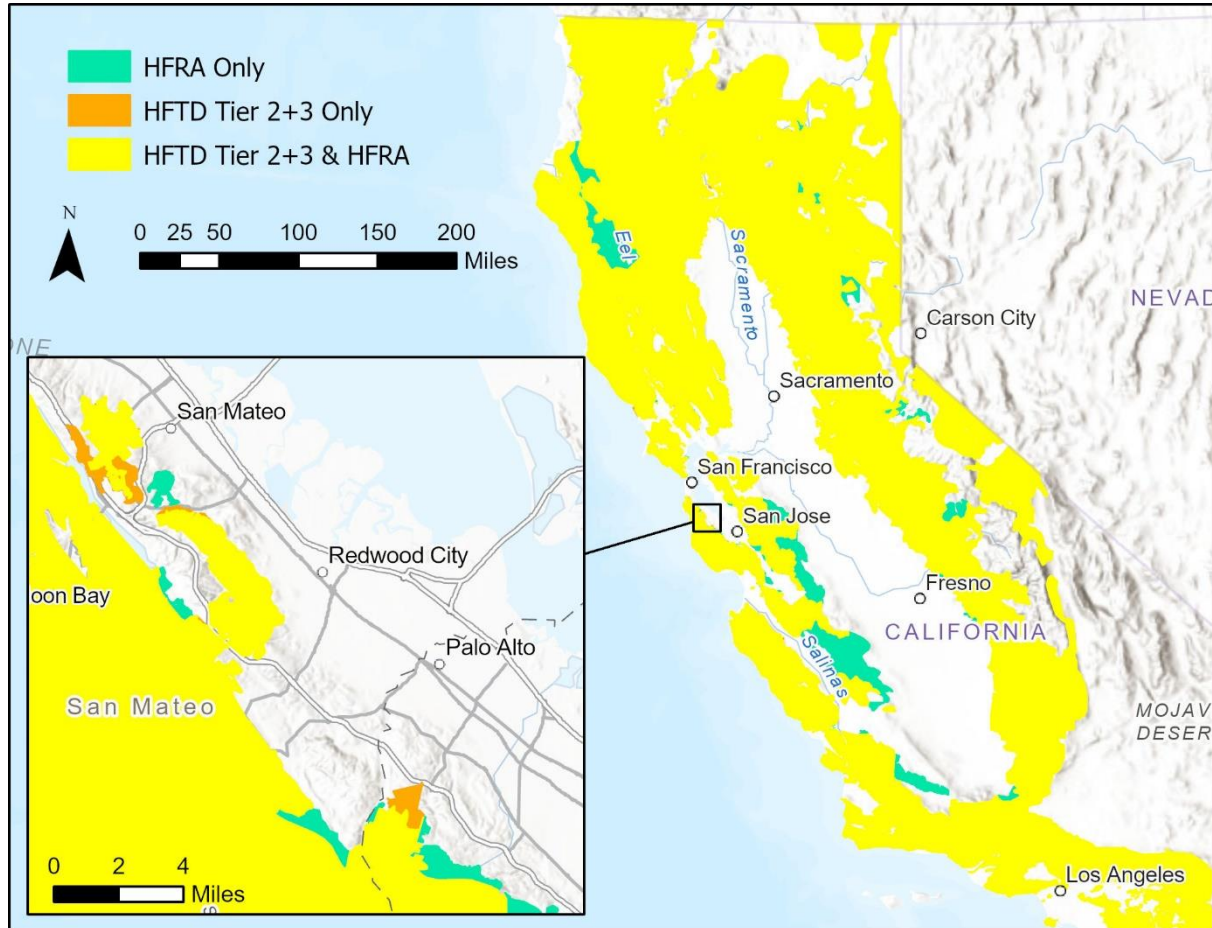 HFRA Only
HFTD Tier 2+3 Only
HFTD Tier 2+3 & HFRA
N
0 25 50 100 150 200
Miles
ONE
Eel
Sacramento
NEVAD
Carson City
Sacramento
San Francisco
San Jose
Fresno
CALIFORNIA
Salinas
MOJAV
DESER
Los Angeles
San Mateo
Redwood City
oon Bay
Palo Alto
San Mateo
0 2 4
Miles